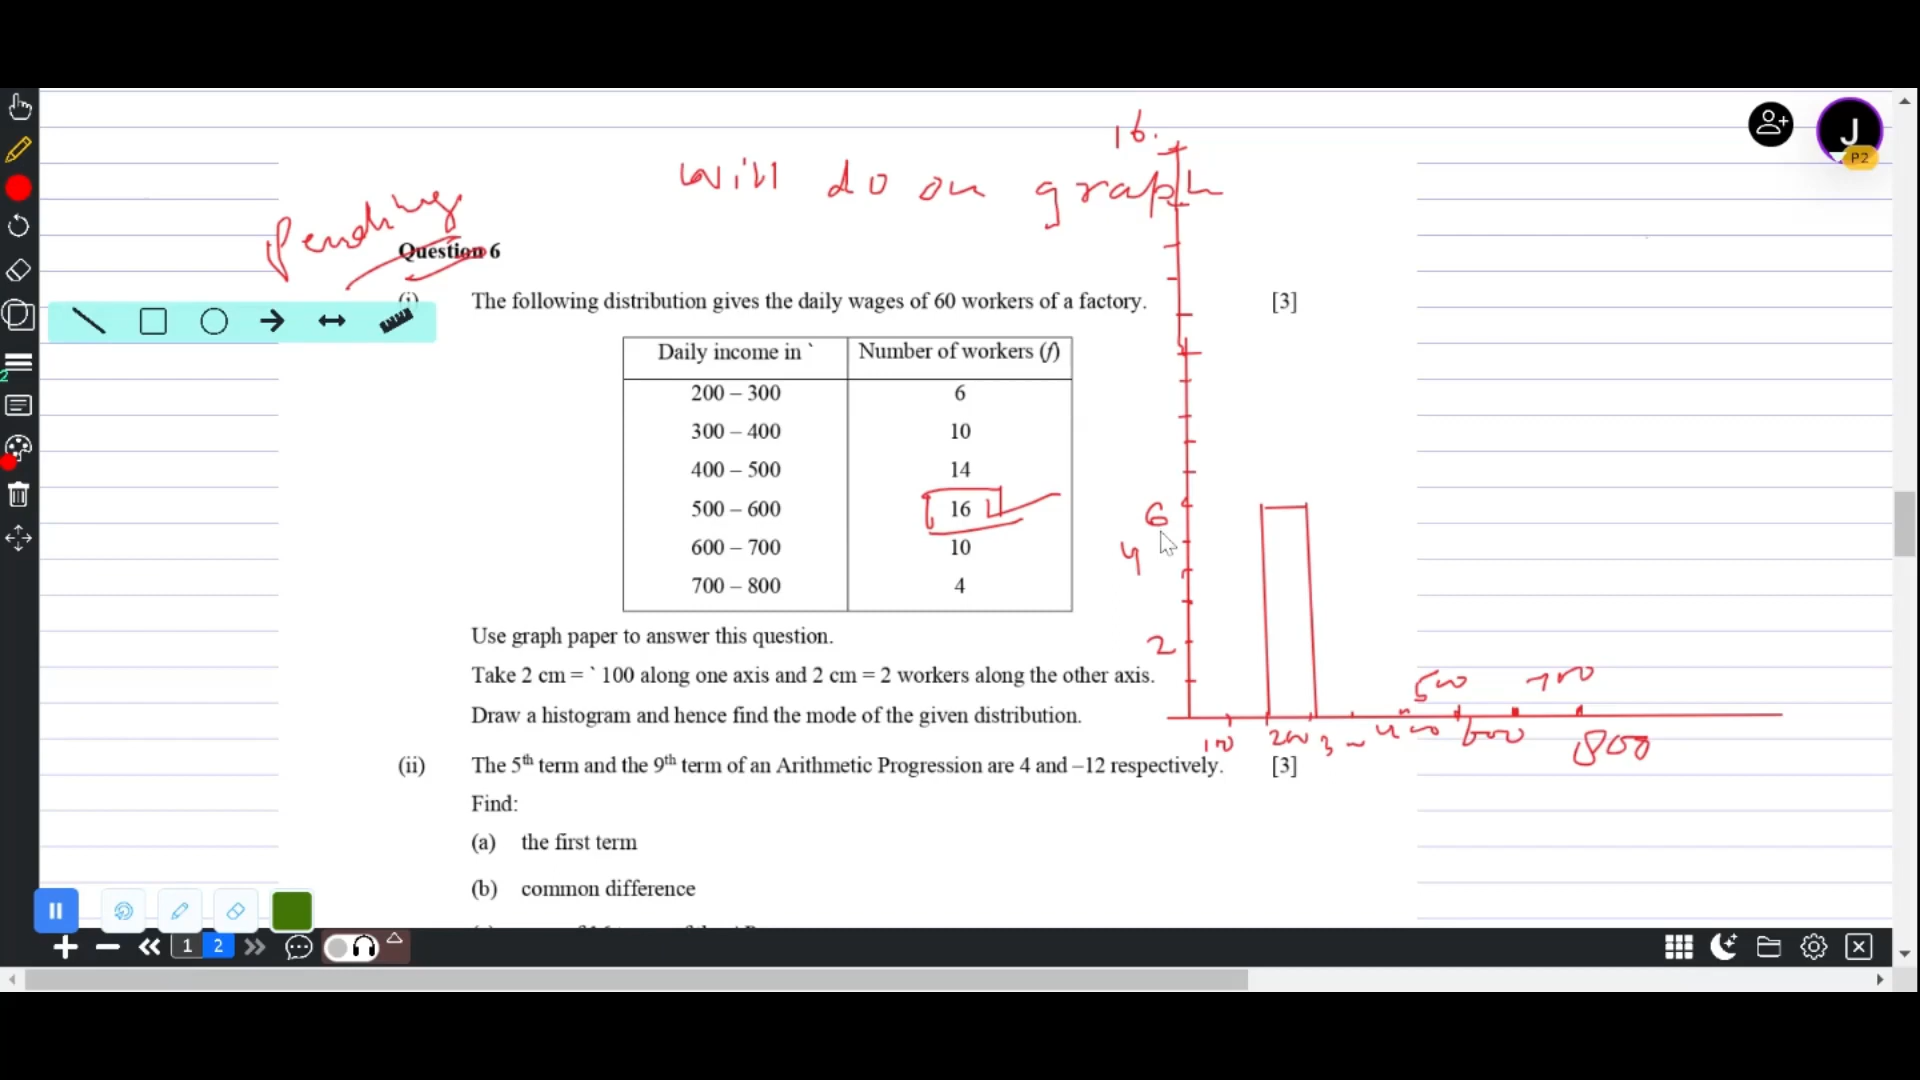 16.
will do on graph
J
P2
pending
Question 6
(i) The following distribution gives the daily wages of 60 workers of a factory. [3]
Daily income in ` Number of workers (f)
200 – 300 6
300 – 400 10
400 – 500 14
500 – 600 16
600 – 700 10
700 – 800 4
6
4
2
Use graph paper to answer this question.
Take 2 cm = ` 100 along one axis and 2 cm = 2 workers along the other axis.
Draw a histogram and hence find the mode of the given distribution.
500 700
100 200 300 400 600 800
(ii) The 5th term and the 9th term of an Arithmetic Progression are 4 and –12 respectively. [3]
Find:
(a) the first term
(b) common difference
1 2
2